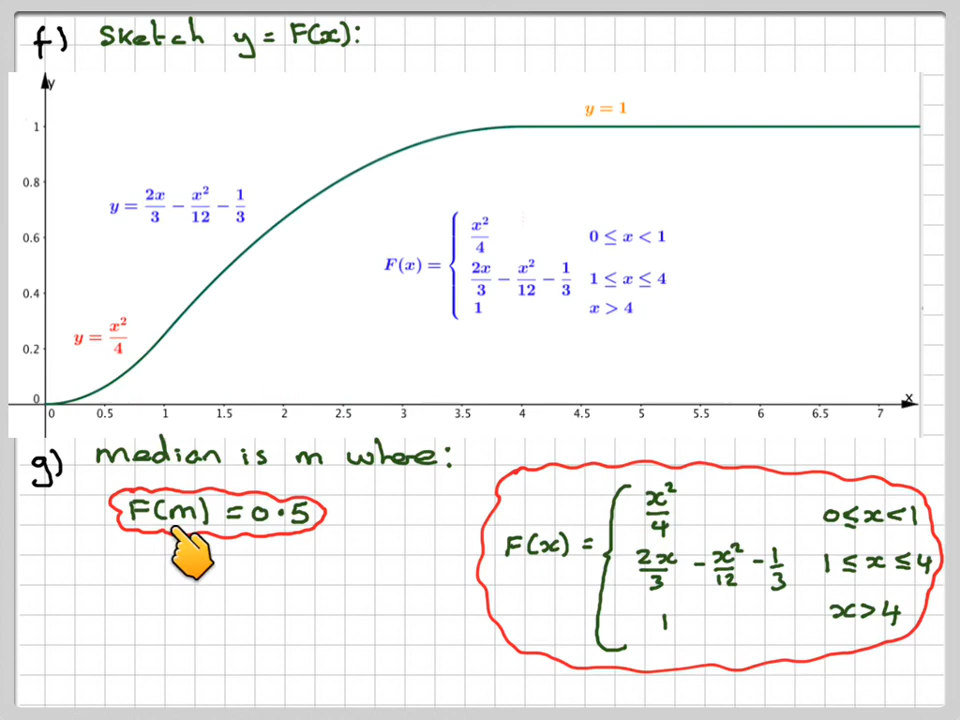 f) Sketch y = F(x):
y
y = 1
1
0.8
y = 2x/3 − x²/12 − 1/3
0.6
F(x) = { x²/4 0 ≤ x < 1
2x/3 − x²/12 − 1/3 1 ≤ x ≤ 4
1 x > 4
0.4
y = x²/4
0.2
0
x
0 0.5 1 1.5 2 2.5 3 3.5 4 4.5 5 5.5 6 6.5 7
g) median is m where:
F(m) = 0·5
F(x) = { x²/4 0≤x<1
2x/3 − x²/12 − 1/3 1 ≤ x ≤ 4
1 x>4